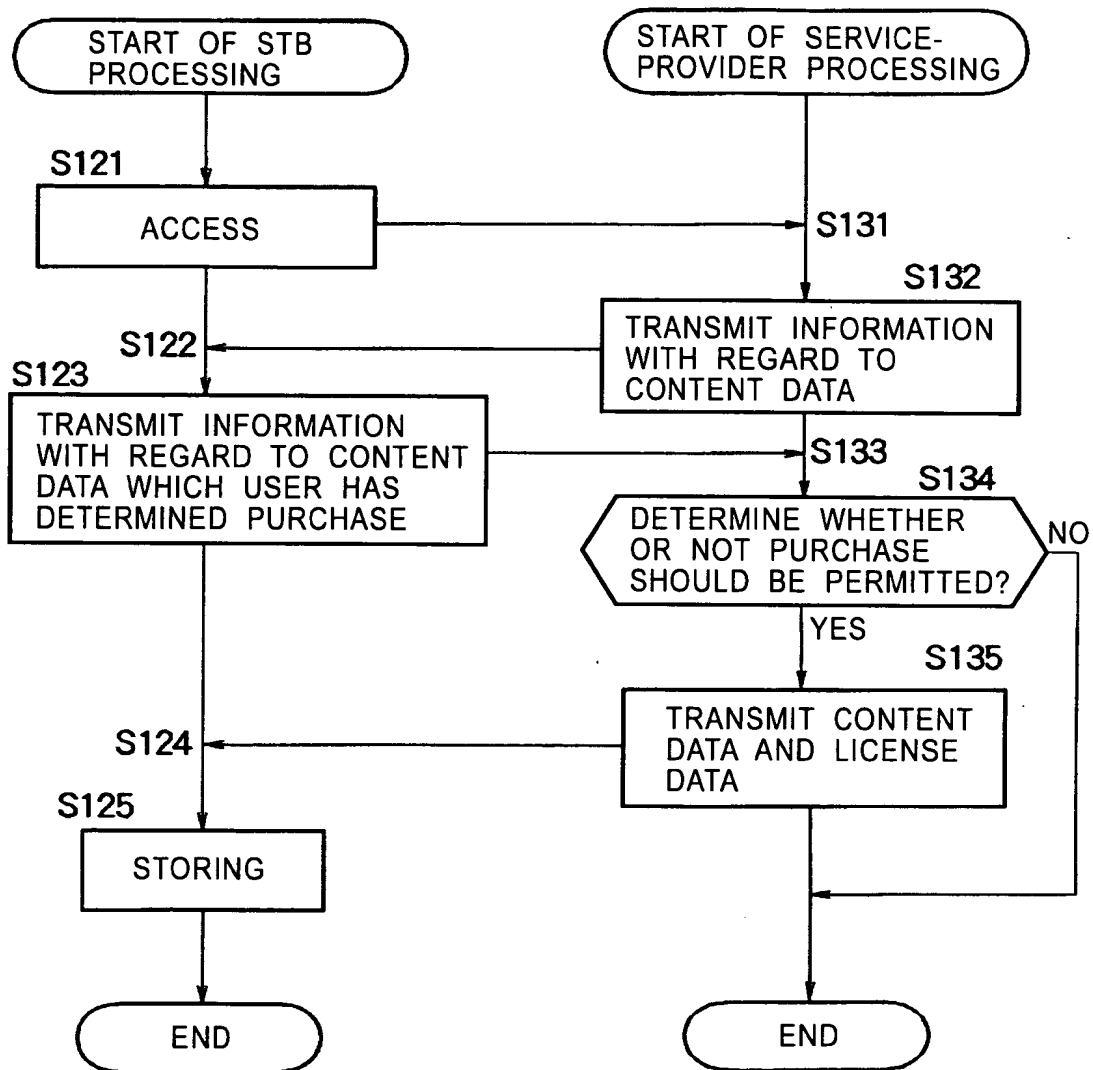 START OF STB
PROCESSING
START OF SERVICE-
PROVIDER PROCESSING
S121
ACCESS
S131
S132
TRANSMIT INFORMATION
WITH REGARD TO
CONTENT DATA
S122
S123
TRANSMIT INFORMATION
WITH REGARD TO CONTENT
DATA WHICH USER HAS
DETERMINED PURCHASE
S133
S134
DETERMINE WHETHER
OR NOT PURCHASE
SHOULD BE PERMITTED?
NO
YES
S135
TRANSMIT CONTENT
DATA AND LICENSE
DATA
S124
S125
STORING
END
END